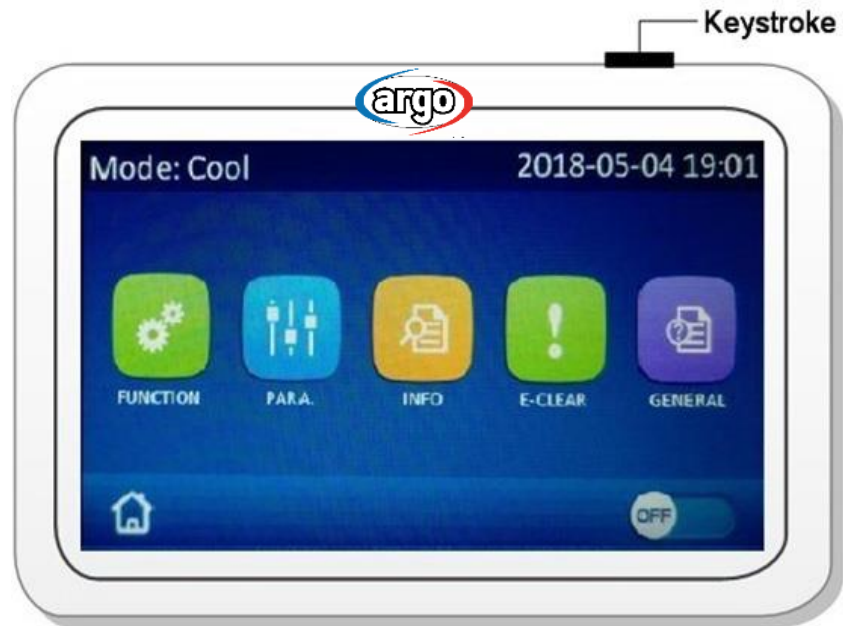 Keystroke
argo
Mode: Cool 2018-05-04 19:01
FUNCTION PARA. INFO E-CLEAR GENERAL
OFF